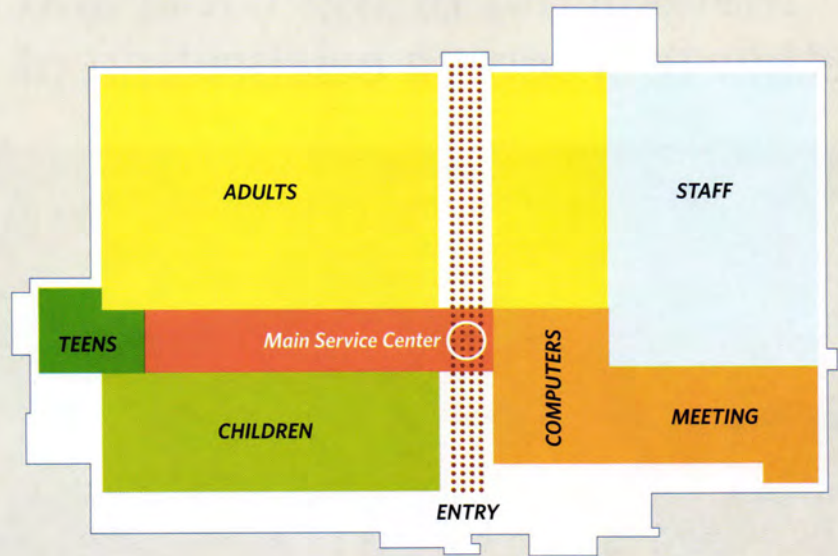 ADULTS
STAFF
TEENS
Main Service Center
COMPUTERS
CHILDREN
MEETING
ENTRY